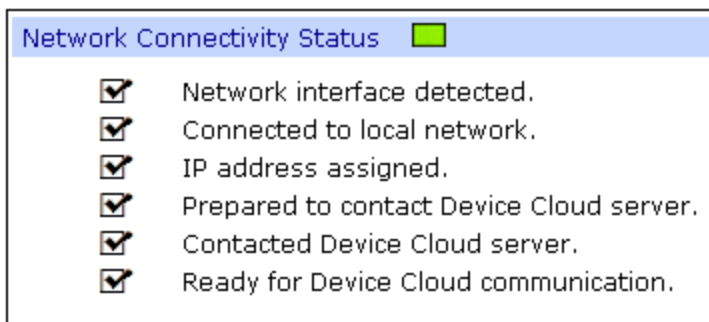 Network Connectivity Status
Network interface detected.
Connected to local network.
IP address assigned.
Prepared to contact Device Cloud server.
Contacted Device Cloud server.
Ready for Device Cloud communication.